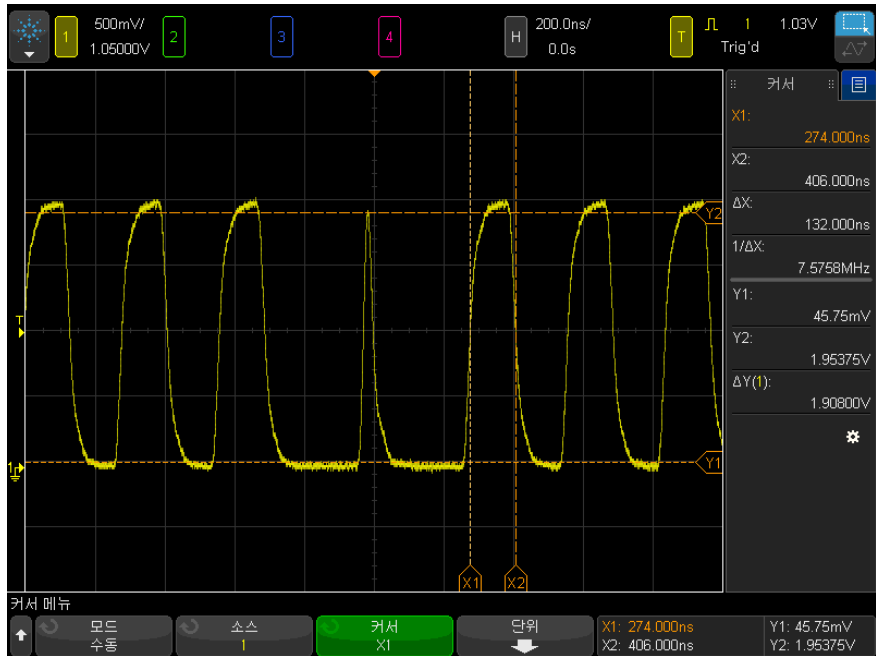 1 500mV/ 1.05000V 2 3 4 H 200.0ns/ 0.0s T 1 1.03V Trig'd
커서
X1:
274.000ns
X2:
406.000ns
ΔX:
132.000ns
1/ΔX:
7.5758MHz
Y1:
45.75mV
Y2:
1.95375V
ΔY(1):
1.90800V
Y2
T
1
Y1
X1 X2
커서 메뉴
모드
수동
소스
1
커서
X1
단위
X1: 274.000ns
X2: 406.000ns
Y1: 45.75mV
Y2: 1.95375V